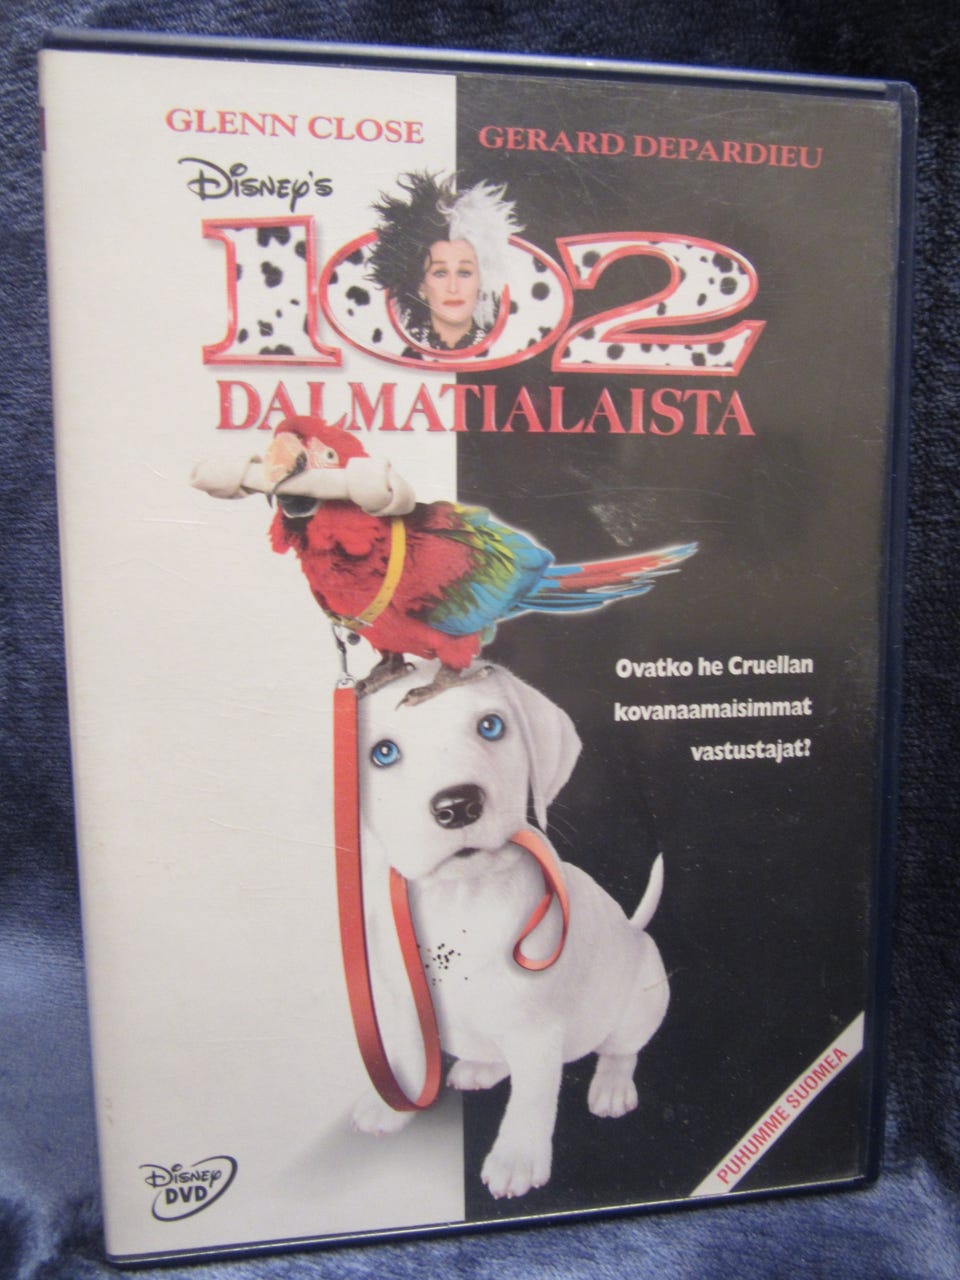 GLENN CLOSE
GERARD DEPARDIEU
DISNEY'S
102
DALMATIALAISTA
Ovatko he Cruellan
kovanaamaisimmat
vastustajat?
PUHUMME SUOMEA
DISNEY
DVD